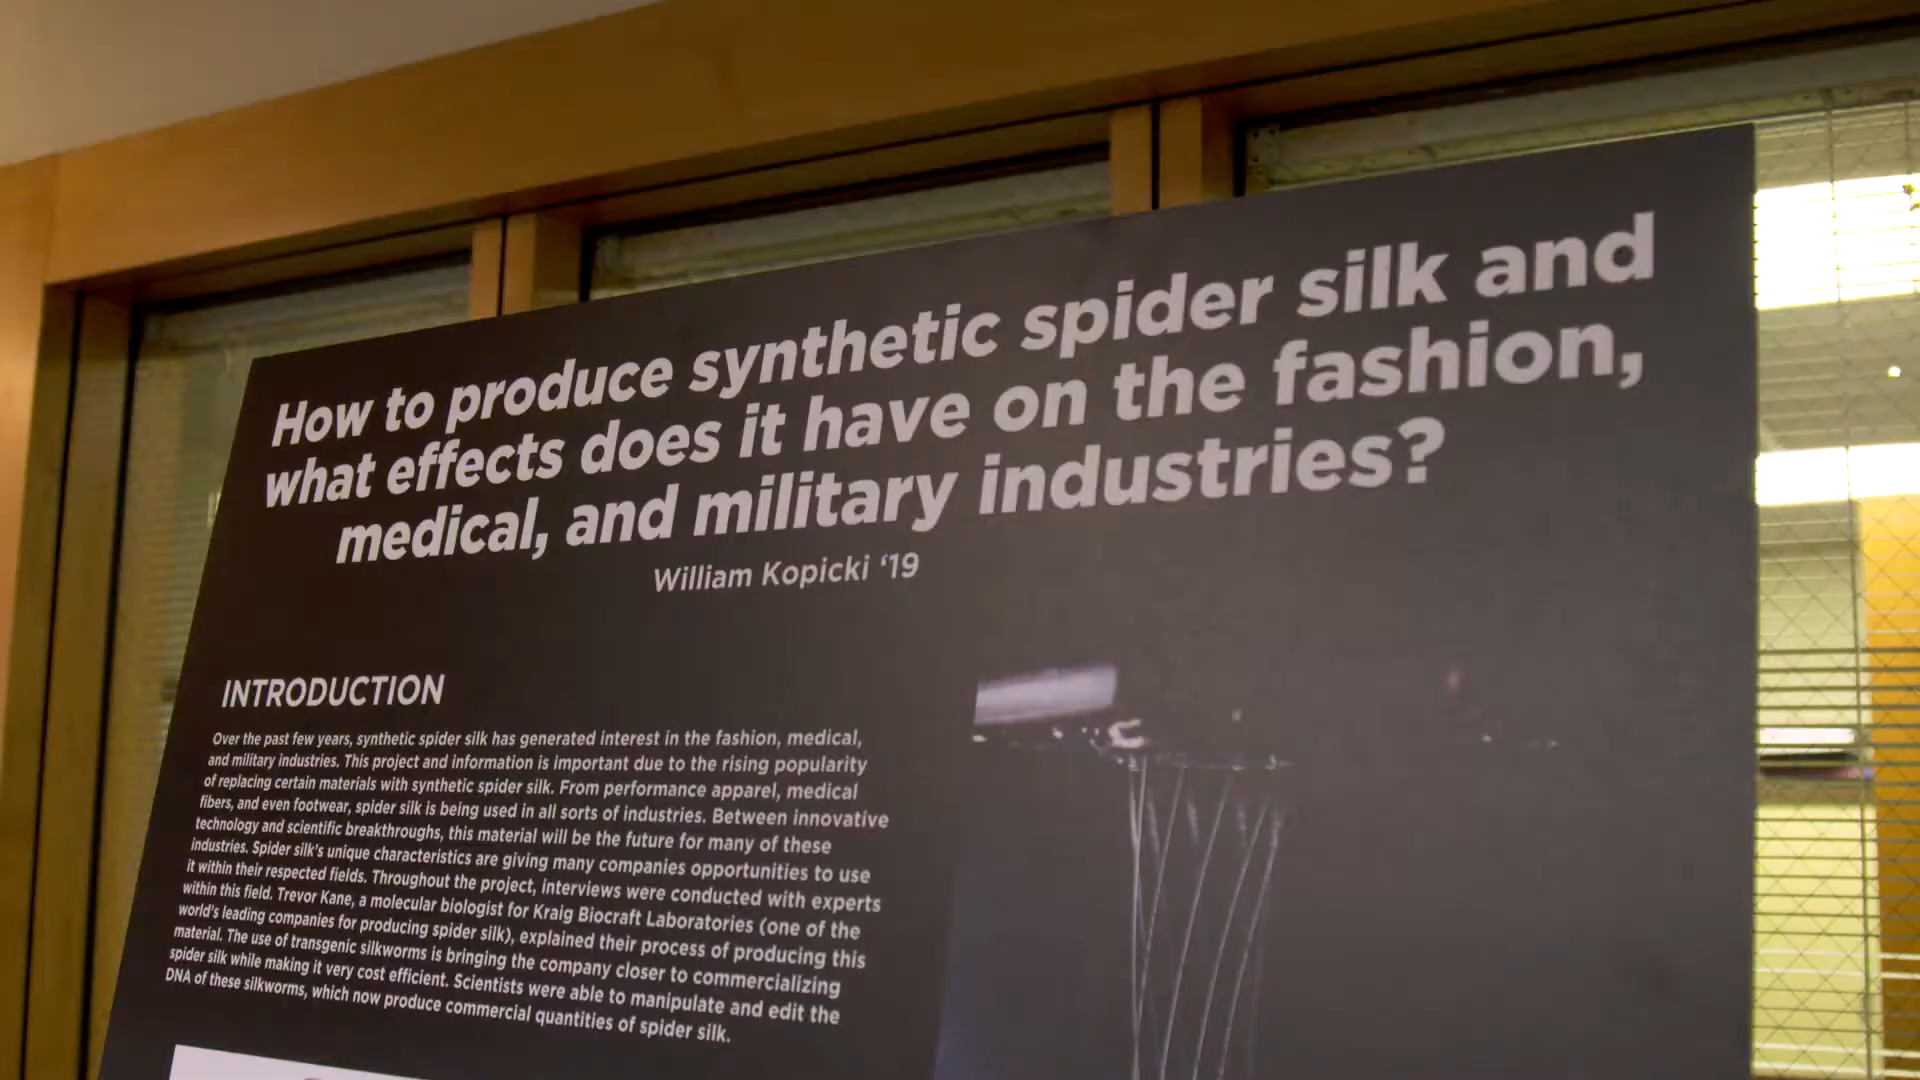 How to produce synthetic spider silk and
what effects does it have on the fashion,
medical, and military industries?
William Kopicki ‘19
INTRODUCTION
Over the past few years, synthetic spider silk has generated interest in the fashion, medical,
and military industries. This project and information is important due to the rising popularity
of replacing certain materials with synthetic spider silk. From performance apparel, medical
fibers, and even footwear, spider silk is being used in all sorts of industries. Between innovative
technology and scientific breakthroughs, this material will be the future for many of these
industries. Spider silk's unique characteristics are giving many companies opportunities to use
it within their respected fields. Throughout the project, interviews were conducted with experts
within this field. Trevor Kane, a molecular biologist for Kraig Biocraft Laboratories (one of the
world's leading companies for producing spider silk), explained their process of producing this
material. The use of transgenic silkworms is bringing the company closer to commercializing
spider silk while making it very cost efficient. Scientists were able to manipulate and edit the
DNA of these silkworms, which now produce commercial quantities of spider silk.